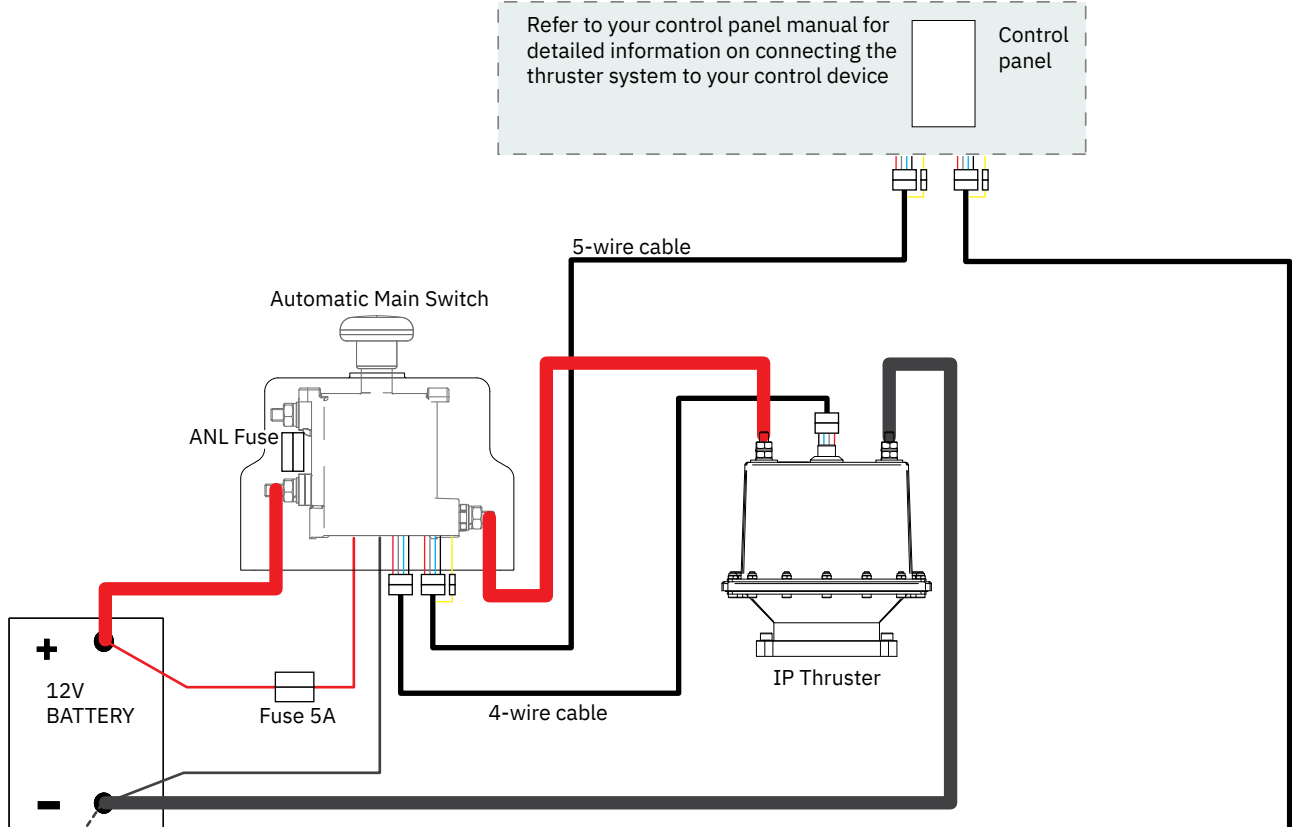 Refer to your control panel manual for
detailed information on connecting the
thruster system to your control device
Control
panel
5-wire cable
Automatic Main Switch
ANL Fuse
IP Thruster
+
12V
BATTERY
Fuse 5A
4-wire cable
-